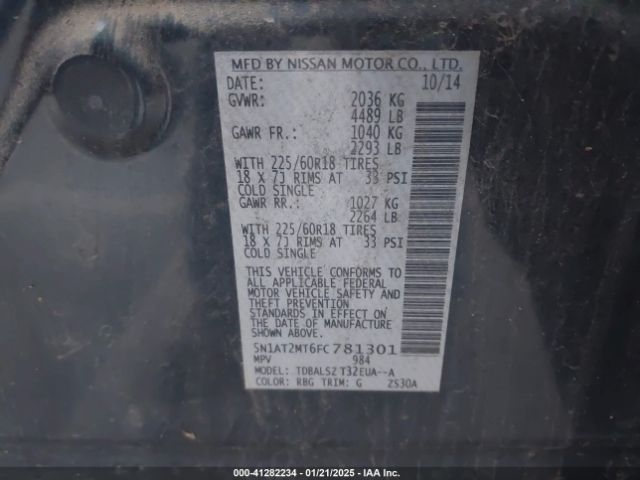 MFD BY NISSAN MOTOR CO., LTD.
DATE: 10/14
GVWR: 2036 KG
4489 LB
GAWR FR.: 1040 KG
2293 LB
WITH 225/60R18 TIRES
18 X 7J RIMS AT 33 PSI
COLD SINGLE
GAWR RR.: 1027 KG
2264 LB
WITH 225/60R18 TIRES
18 X 7J RIMS AT 33 PSI
COLD SINGLE
THIS VEHICLE CONFORMS TO
ALL APPLICABLE FEDERAL
MOTOR VEHICLE SAFETY AND
THEFT PREVENTION
STANDARDS IN EFFECT ON
THE DATE OF MANUFACTURE
SHOWN ABOVE.
5N1AT2MT6FC781301
MPV 984
MODEL: TDBALSZ T32EUA--A
COLOR: RBG TRIM: G ZS30A
000-41282234 - 01/21/2025 - IAA Inc.